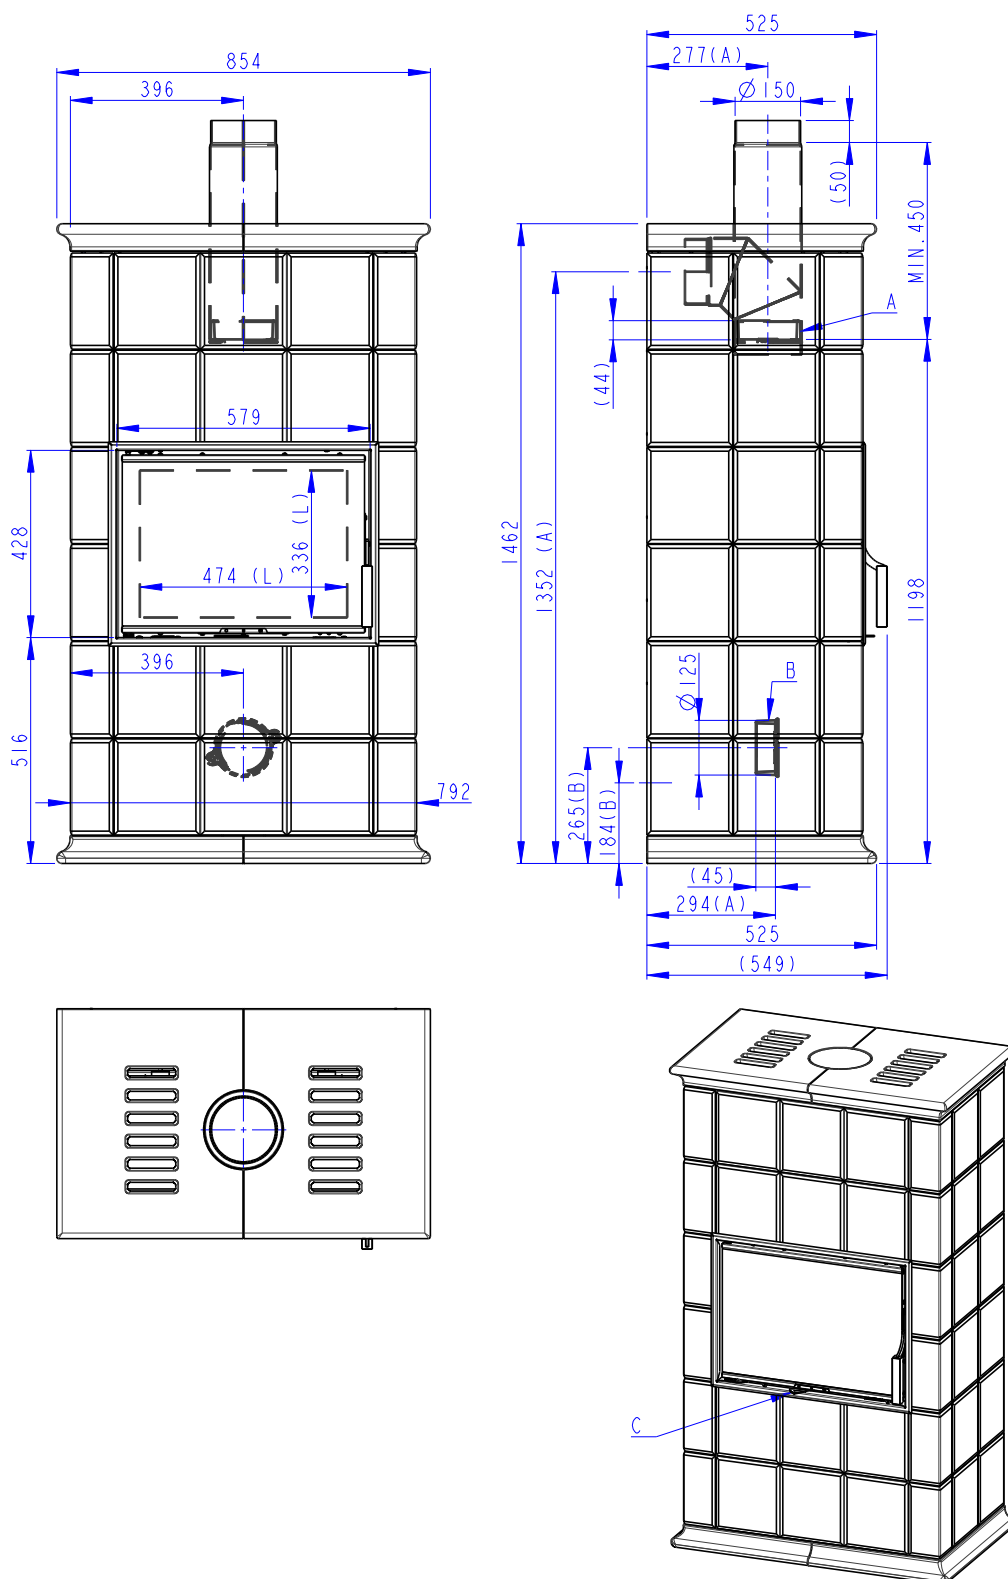 854
396
525
277(A)
Ø150
(50)
MIN.450
A
(44)
579
428
336 (L)
474 (L)
1462
1352 (A)
1198
396
516
Ø125
B
792
265(B)
184(B)
(45)
294(A)
525
(549)
C